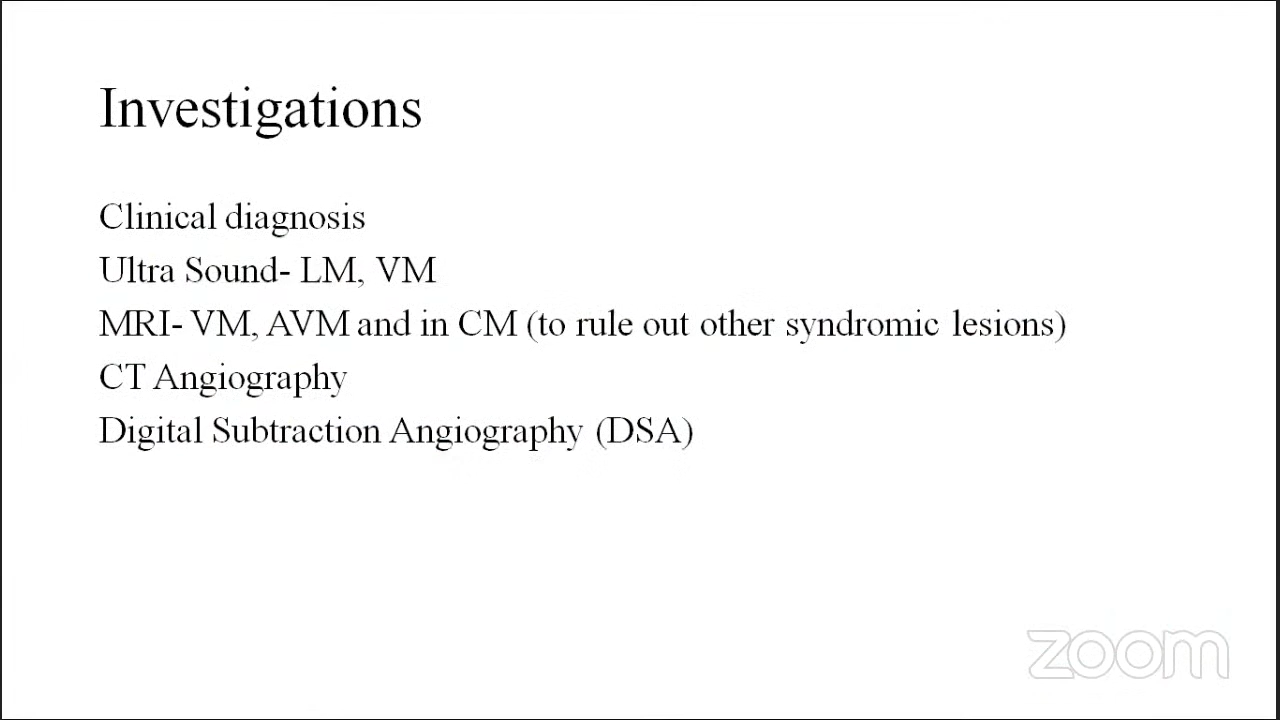 Investigations
Clinical diagnosis
Ultra Sound- LM, VM
MRI- VM, AVM and in CM (to rule out other syndromic lesions)
CT Angiography
Digital Subtraction Angiography (DSA)
zoom